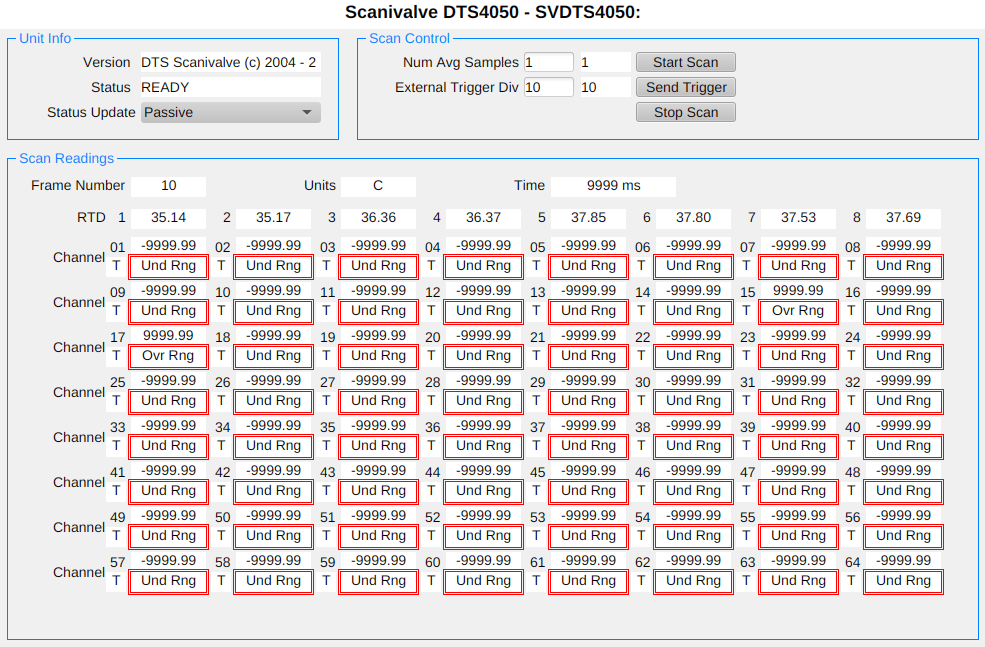 Scanivalve DTS4050 - SVDTS4050:
Unit Info
Version DTS Scanivalve (c) 2004 - 2
Status READY
Status Update Passive
Scan Control
Num Avg Samples 1 1 Start Scan
External Trigger Div 10 10 Send Trigger
Stop Scan
Scan Readings
Frame Number 10 Units C Time 9999 ms
RTD 1 35.14 2 35.17 3 36.36 4 36.37 5 37.85 6 37.80 7 37.53 8 37.69
Channel 01 -9999.99 02 -9999.99 03 -9999.99 04 -9999.99 05 -9999.99 06 -9999.99 07 -9999.99 08 -9999.99
T Und Rng T Und Rng T Und Rng T Und Rng T Und Rng T Und Rng T Und Rng T Und Rng
Channel 09 -9999.99 10 -9999.99 11 -9999.99 12 -9999.99 13 -9999.99 14 -9999.99 15 9999.99 16 -9999.99
T Und Rng T Und Rng T Und Rng T Und Rng T Und Rng T Und Rng T Ovr Rng T Und Rng
Channel 17 9999.99 18 -9999.99 19 -9999.99 20 -9999.99 21 -9999.99 22 -9999.99 23 -9999.99 24 -9999.99
T Ovr Rng T Und Rng T Und Rng T Und Rng T Und Rng T Und Rng T Und Rng T Und Rng
Channel 25 -9999.99 26 -9999.99 27 -9999.99 28 -9999.99 29 -9999.99 30 -9999.99 31 -9999.99 32 -9999.99
T Und Rng T Und Rng T Und Rng T Und Rng T Und Rng T Und Rng T Und Rng T Und Rng
Channel 33 -9999.99 34 -9999.99 35 -9999.99 36 -9999.99 37 -9999.99 38 -9999.99 39 -9999.99 40 -9999.99
T Und Rng T Und Rng T Und Rng T Und Rng T Und Rng T Und Rng T Und Rng T Und Rng
Channel 41 -9999.99 42 -9999.99 43 -9999.99 44 -9999.99 45 -9999.99 46 -9999.99 47 -9999.99 48 -9999.99
T Und Rng T Und Rng T Und Rng T Und Rng T Und Rng T Und Rng T Und Rng T Und Rng
Channel 49 -9999.99 50 -9999.99 51 -9999.99 52 -9999.99 53 -9999.99 54 -9999.99 55 -9999.99 56 -9999.99
T Und Rng T Und Rng T Und Rng T Und Rng T Und Rng T Und Rng T Und Rng T Und Rng
Channel 57 -9999.99 58 -9999.99 59 -9999.99 60 -9999.99 61 -9999.99 62 -9999.99 63 -9999.99 64 -9999.99
T Und Rng T Und Rng T Und Rng T Und Rng T Und Rng T Und Rng T Und Rng T Und Rng